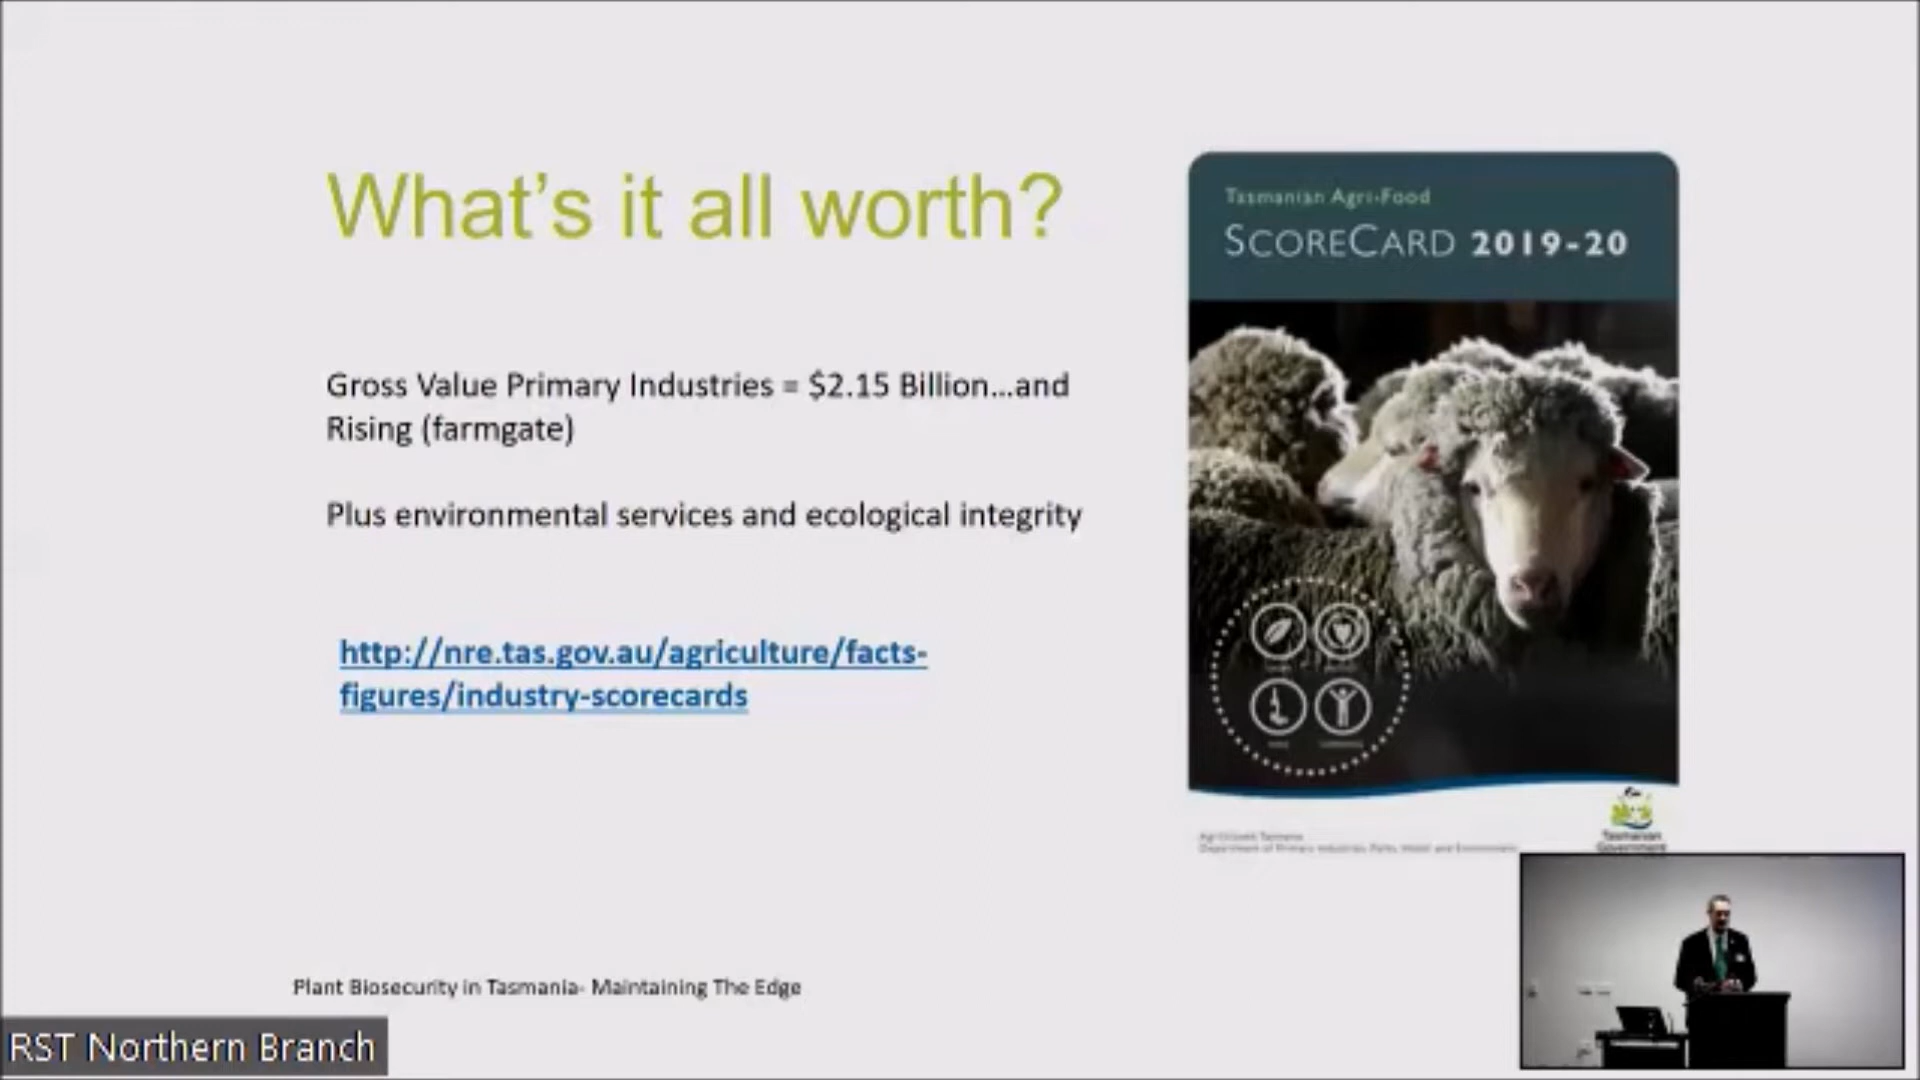 What's it all worth?
Gross Value Primary Industries = $2.15 Billion...and
Rising (farmgate)
Plus environmental services and ecological integrity
http://nre.tas.gov.au/agriculture/facts-
figures/industry-scorecards
Tasmanian Agri-Food
SCORECARD 2019-20
Tasmanian
Government
Plant Biosecurity in Tasmania- Maintaining The Edge
RST Northern Branch